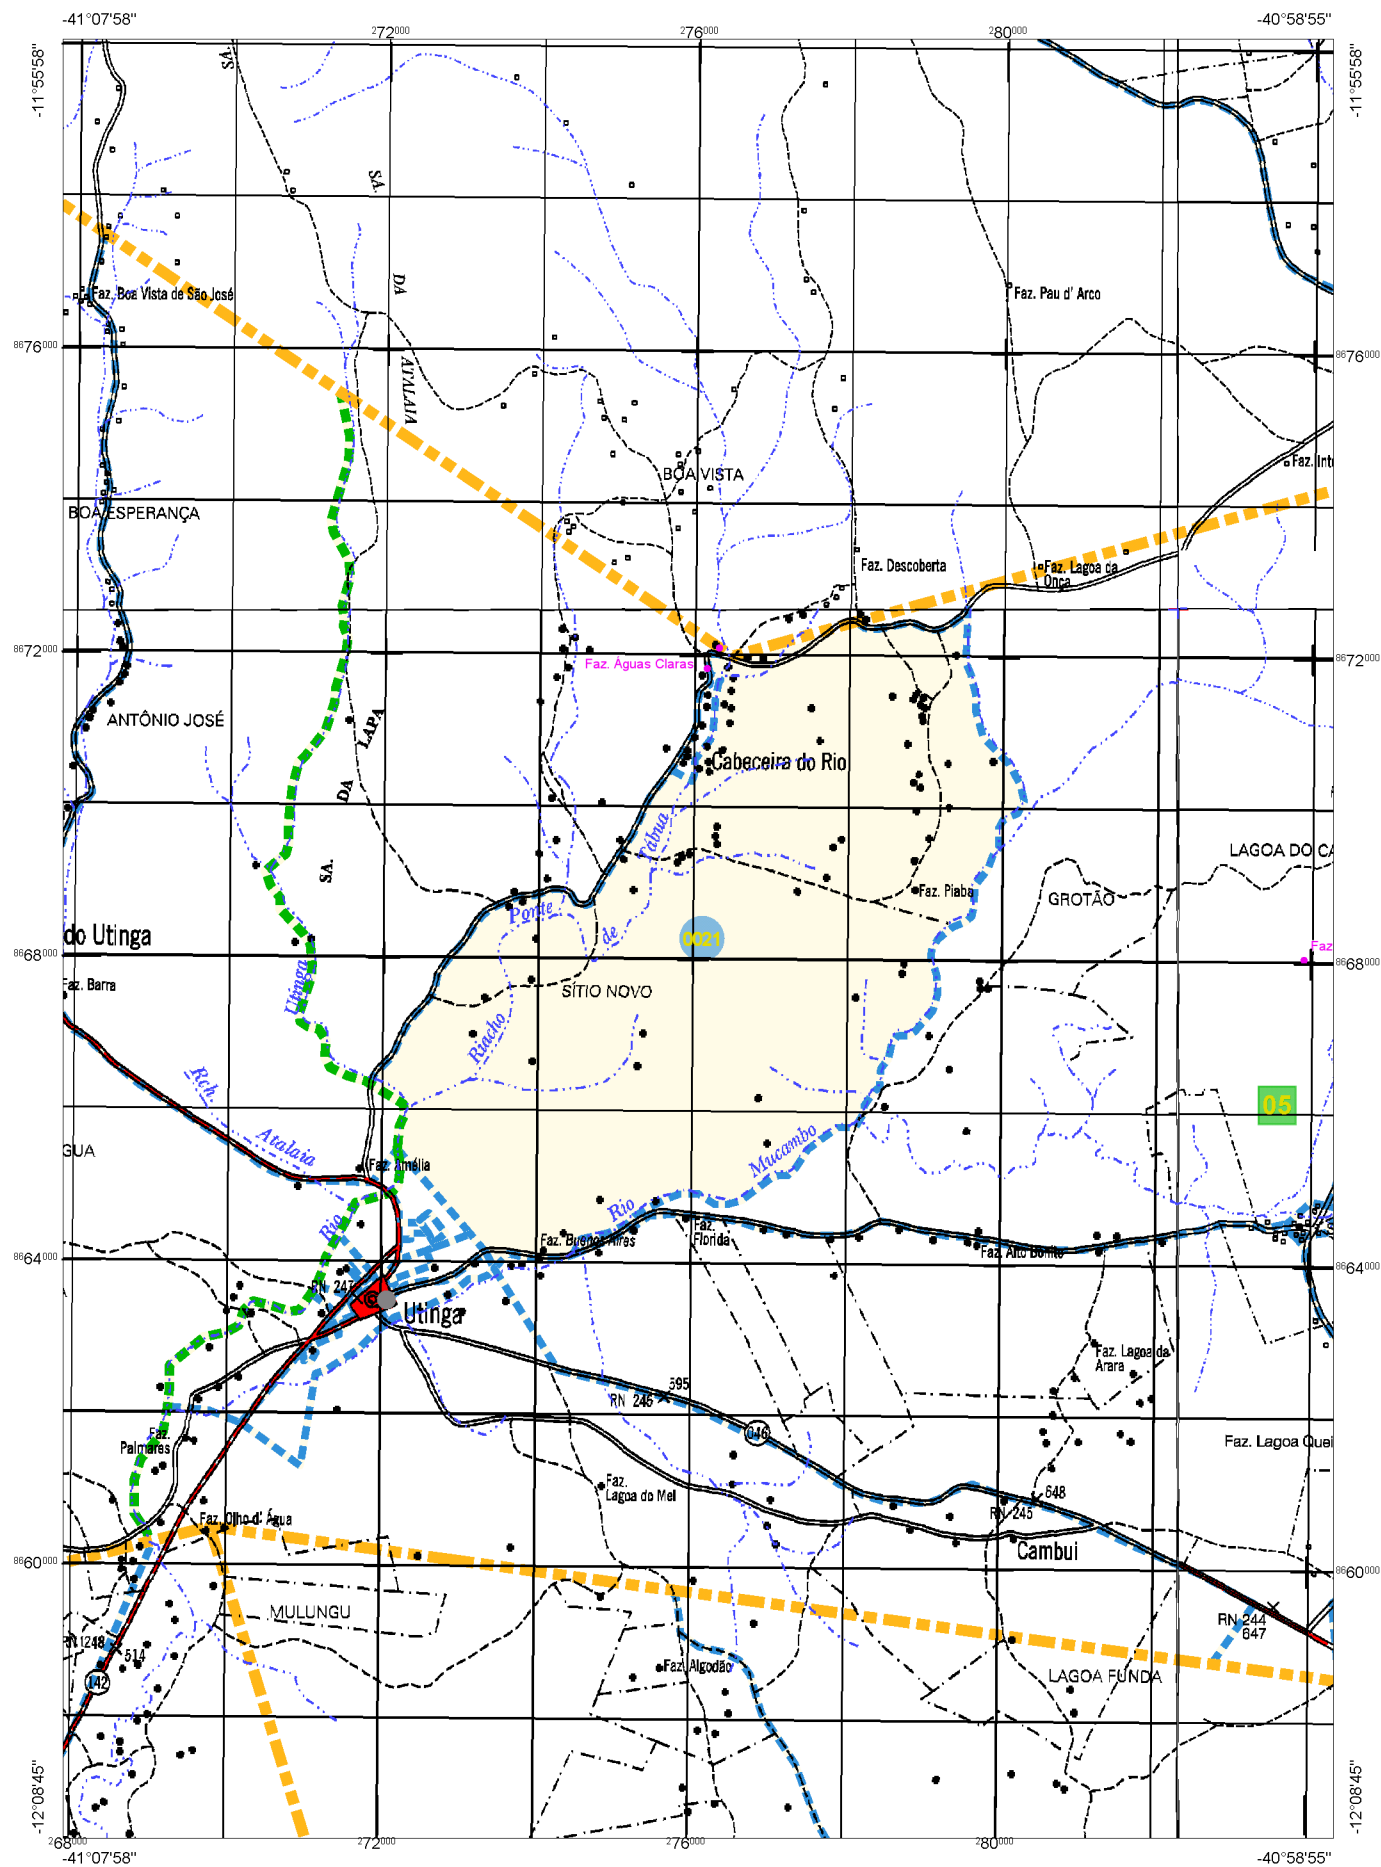 -41°07'58"
-40°58'55"
272000
276000
280000
-11°55'58"
-11°55'58"
SA.
SA.
DA
ATALAIA
Faz. Boa Vista de São José
Faz. Pau d' Arco
8676000
8676000
BOA VISTA
BOA ESPERANÇA
Faz. Descoberta
Faz. Lagoa da
Onça
8672000
8672000
Faz. Águas Claras
ANTÔNIO JOSÉ
LAPA
DA
SA.
Cabeceira do Rio
Tábua
de
Ponte
Riacho
LAGOA DO CA
Faz. Piaba
GROTÃO
0021
do Utinga
Faz
8668000
8668000
Faz. Barra
Utinga
SÍTIO NOVO
Rch.
Atalaia
05
GUA
Faz. Amélia
Mucambo
Rio
Rio
Faz. Buenos Aires
Faz.
Florida
Faz. Alto Bonito
8664000
8664000
RN 247
Utinga
Faz. Lagoa da
Arara
595
RN 246
046
Faz.
Palmares
Faz. Lagoa Quei
Faz.
Lagoa do Mel
648
RN 245
Faz. Olho d' Água
Cambui
8660000
8660000
MULUNGU
RN 244
647
514
142
Faz. Algodão
LAGOA FUNDA
-12°08'45"
-12°08'45"
268000
272000
276000
280000
-41°07'58"
-40°58'55"